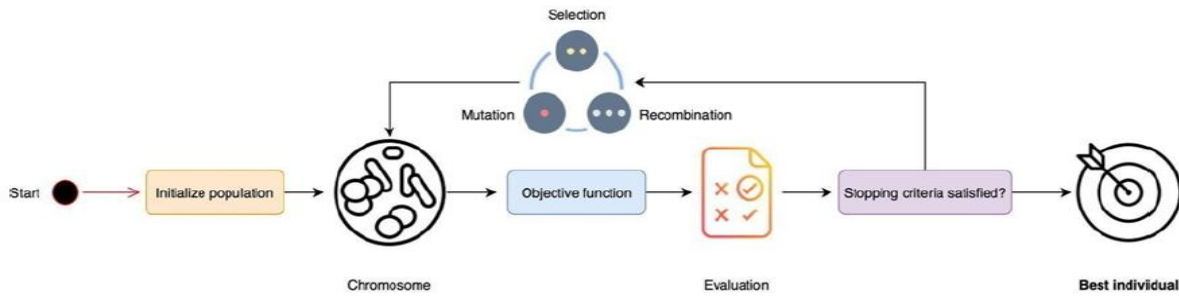 Selection
Mutation
Recombination
Start
Initialize population
Objective function
Stopping criteria satisfied?
Chromosome
Evaluation
Best individual